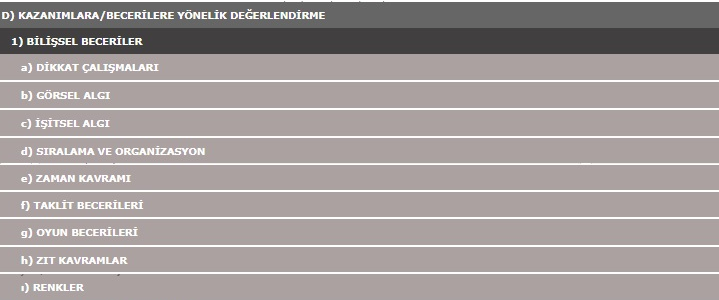 D) KAZANIMLARA/BECERİLERE YÖNELİK DEĞERLENDİRME
1) BİLİŞSEL BECERİLER
a) DİKKAT ÇALIŞMALARI
b) GÖRSEL ALGI
c) İŞİTSEL ALGI
d) SIRALAMA VE ORGANİZASYON
e) ZAMAN KAVRAMI
f) TAKLİT BECERİLERİ
g) OYUN BECERİLERİ
h) ZIT KAVRAMLAR
ı) RENKLER